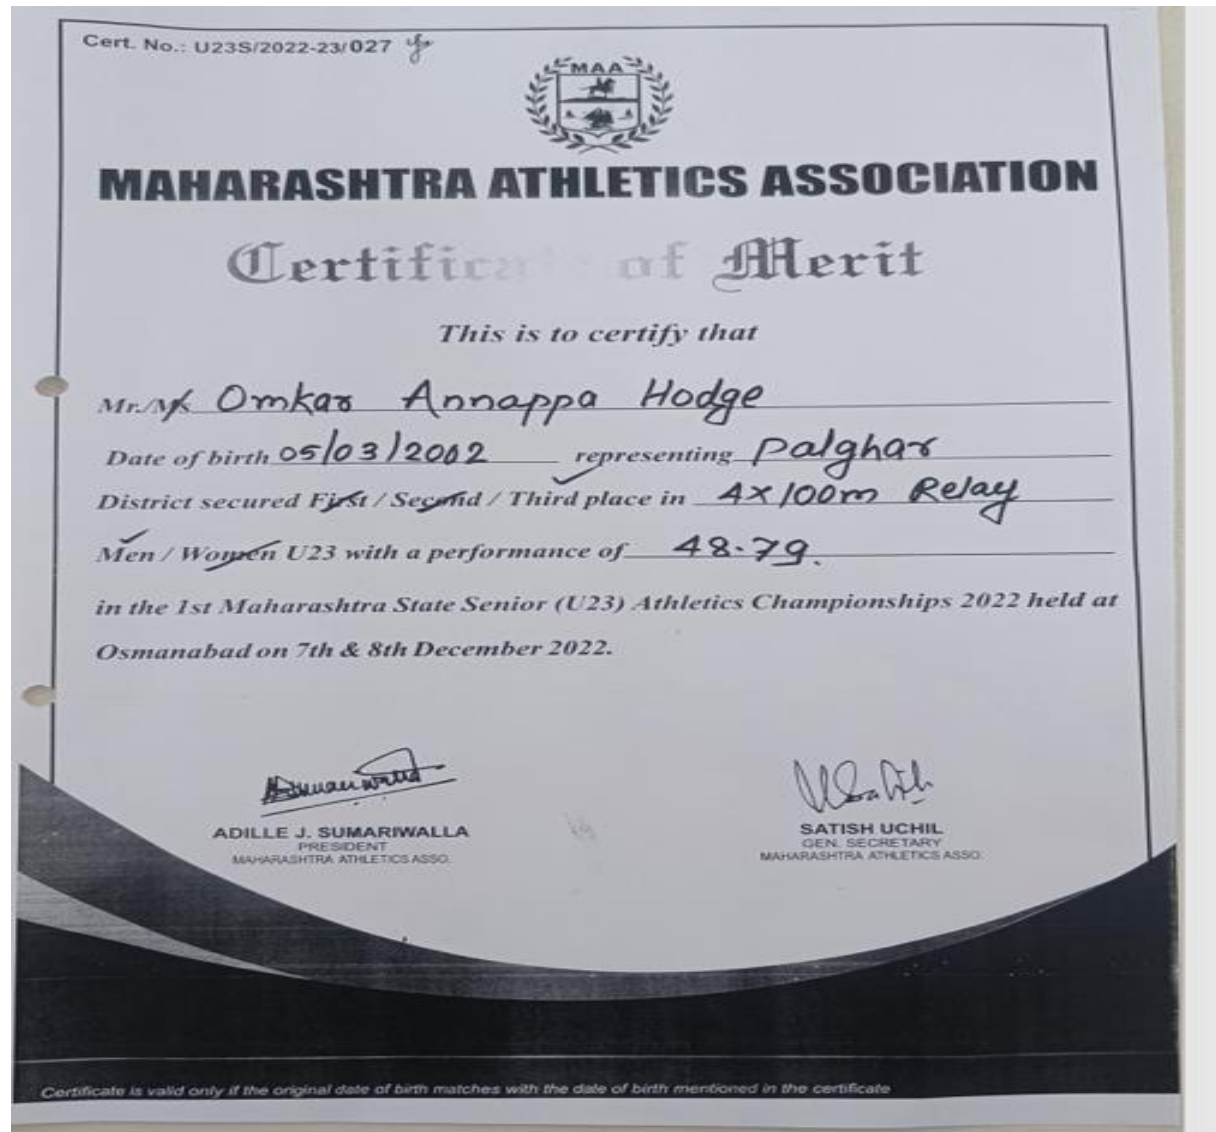 Cert. No.: U23S/2022-23/027
MAA
MAHARASHTRA ATHLETICS ASSOCIATION
Certificate of Merit
This is to certify that
Mr./Ms Omkar Annappa Hodge
Date of birth 05/03/2002 representing Palghar
District secured First / Second / Third place in 4x100m Relay
Men / Women U23 with a performance of 48.79.
in the 1st Maharashtra State Senior (U23) Athletics Championships 2022 held at
Osmanabad on 7th & 8th December 2022.
ADILLE J. SUMARIWALLA
PRESIDENT
MAHARASHTRA ATHLETICS ASSO.
SATISH UCHIL
GEN. SECRETARY
MAHARASHTRA ATHLETICS ASSO.
Certificate is valid only if the original date of birth matches with the date of birth mentioned in the certificate